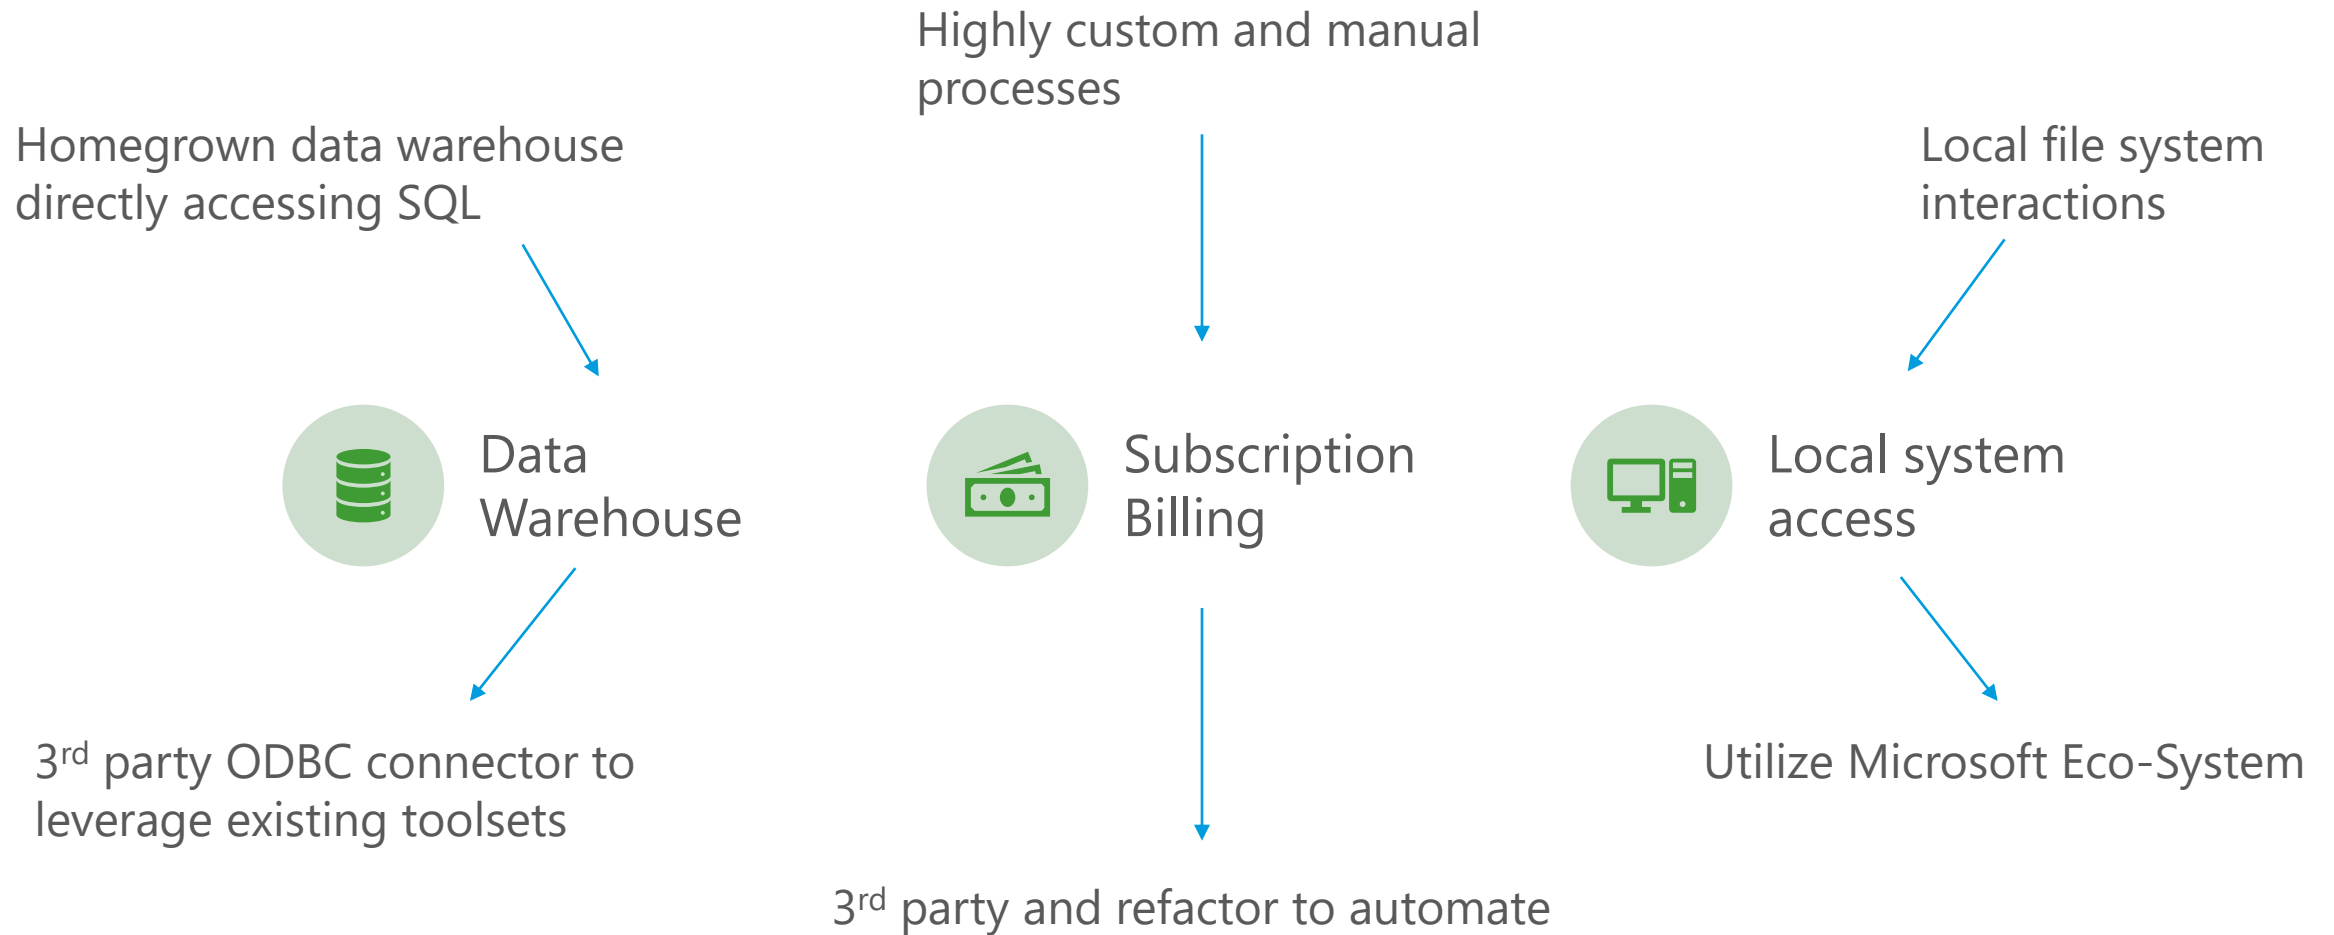 Highly custom and manual
processes
Homegrown data warehouse
directly accessing SQL
Local file system
interactions
Data
Warehouse
Subscription
Billing
Local system
access
3rd party ODBC connector to
leverage existing toolsets
Utilize Microsoft Eco-System
3rd party and refactor to automate